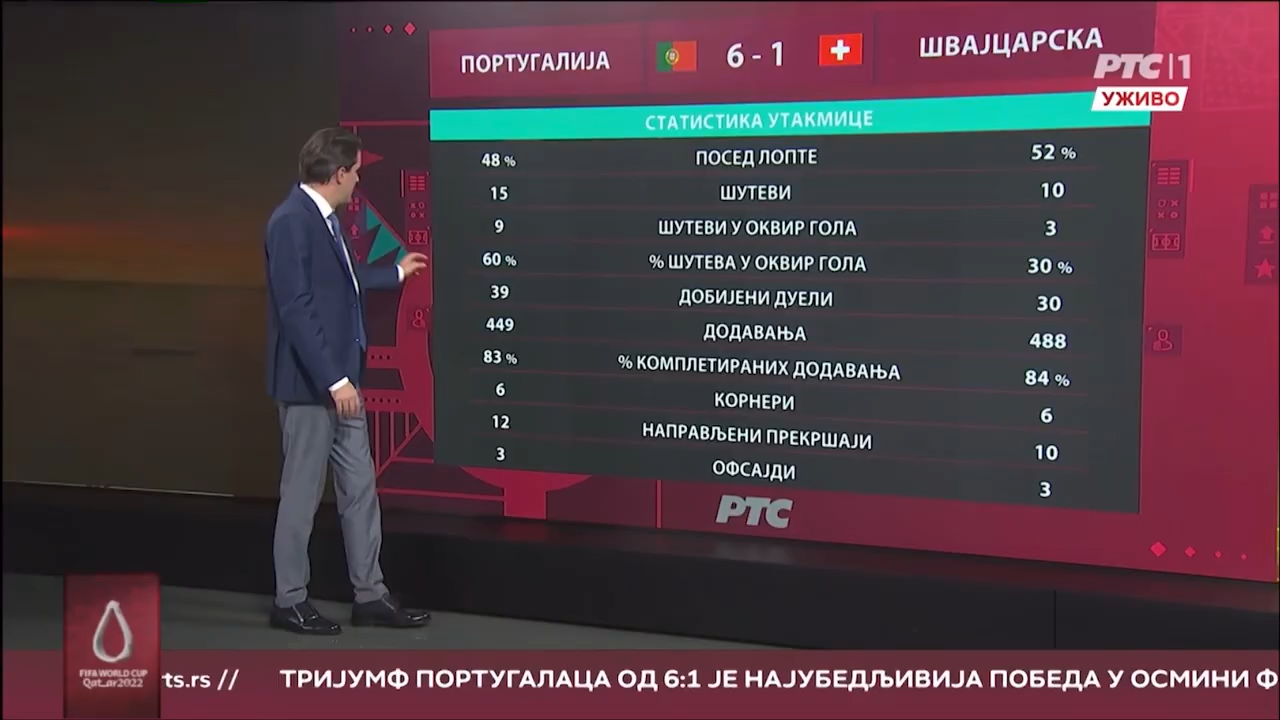 ПОРТУГАЛИЈА 6 - 1 ШВАЈЦАРСКА
РТС|1
УЖИВО
СТАТИСТИКА УТАКМИЦЕ
48 % ПОСЕД ЛОПТЕ 52 %
15 ШУТЕВИ 10
9 ШУТЕВИ У ОКВИР ГОЛА 3
60 % % ШУТЕВА У ОКВИР ГОЛА 30 %
39 ДОБИЈЕНИ ДУЕЛИ 30
449 ДОДАВАЊА 488
83 % % КОМПЛЕТИРАНИХ ДОДАВАЊА 84 %
6 КОРНЕРИ 6
12 НАПРАВЉЕНИ ПРЕКРШАЈИ 10
3 ОФСАЈДИ 3
РТС
FIFA WORLD CUP
Qatar2022
rts.rs // ТРИЈУМФ ПОРТУГАЛАЦА ОД 6:1 ЈЕ НАЈУБЕДЉИВИЈА ПОБЕДА У ОСМИНИ Ф